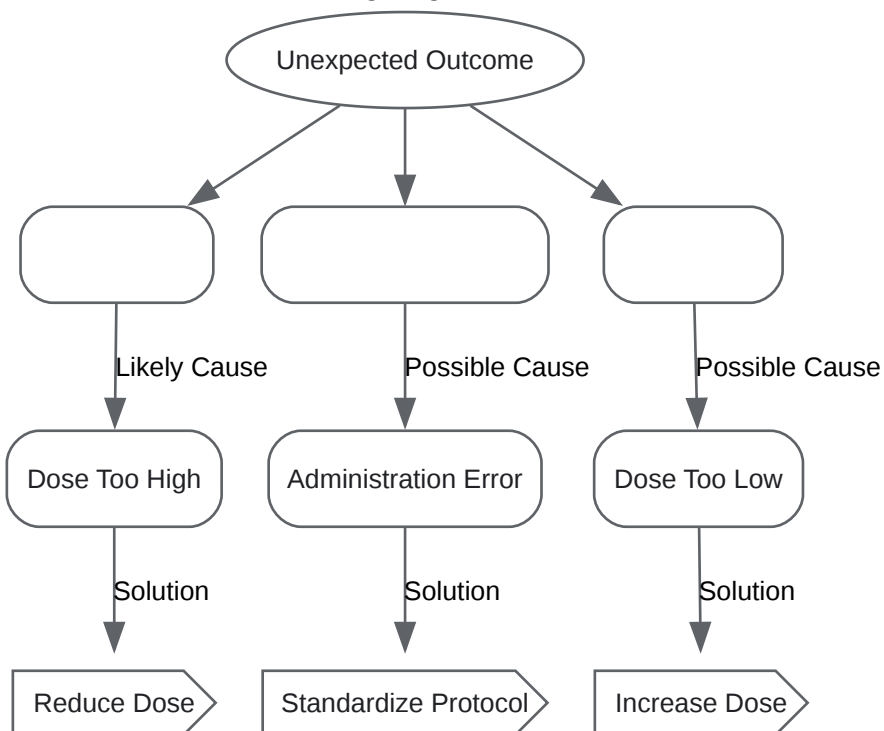 Unexpected Outcome
Likely Cause
Possible Cause
Possible Cause
Dose Too High
Administration Error
Dose Too Low
Solution
Solution
Solution
Reduce Dose
Standardize Protocol
Increase Dose